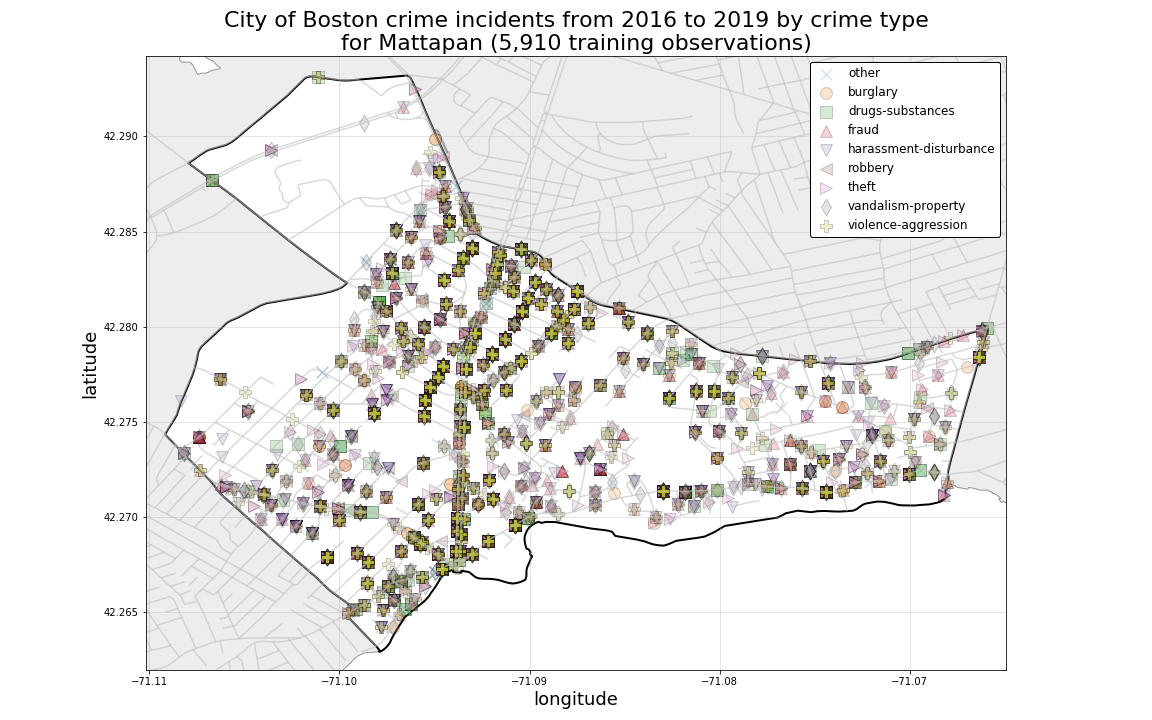 City of Boston crime incidents from 2016 to 2019 by crime type
for Mattapan (5,910 training observations)
other
burglary
drugs-substances
fraud
harassment-disturbance
robbery
theft
vandalism-property
violence-aggression
latitude
42.290
42.285
42.280
42.275
42.270
42.265
−71.11
−71.10
−71.09
−71.08
−71.07
longitude